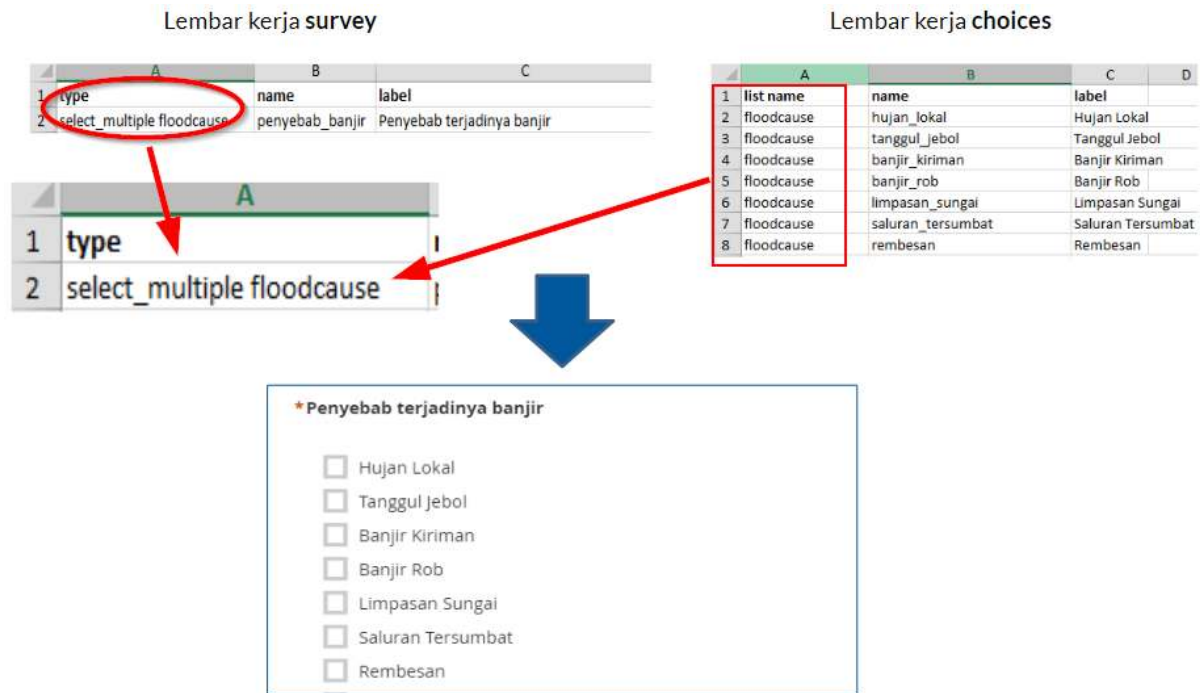 Lembar kerja survey
Lembar kerja choices
A B C
1 type name label
2 select_multiple floodcause penyebab_banjir Penyebab terjadinya banjir
A B C D
1 list name name label
2 floodcause hujan_lokal Hujan Lokal
3 floodcause tanggul_jebol Tanggul Jebol
4 floodcause banjir_kiriman Banjir Kiriman
5 floodcause banjir_rob Banjir Rob
6 floodcause limpasan_sungai Limpasan Sungai
7 floodcause saluran_tersumbat Saluran Tersumbat
8 floodcause rembesan Rembesan
A
1 type
2 select_multiple floodcause
*Penyebab terjadinya banjir
Hujan Lokal
Tanggul Jebol
Banjir Kiriman
Banjir Rob
Limpasan Sungai
Saluran Tersumbat
Rembesan